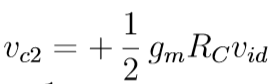 v_{c2} = + \frac{1}{2} g_m R_C v_{id}